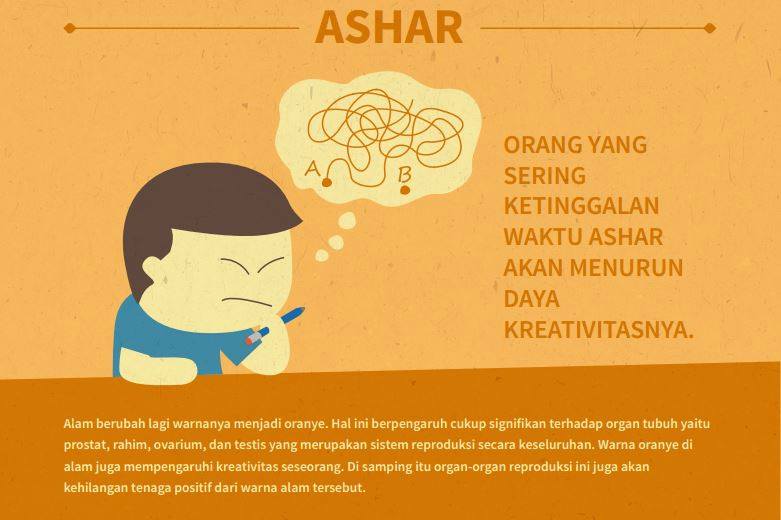 ASHAR
A
B
ORANG YANG
SERING
KETINGGALAN
WAKTU ASHAR
AKAN MENURUN
DAYA
KREATIVITASNYA.
Alam berubah lagi warnanya menjadi oranye. Hal ini berpengaruh cukup signifikan terhadap organ tubuh yaitu
prostat, rahim, ovarium, dan testis yang merupakan sistem reproduksi secara keseluruhan. Warna oranye di
alam juga mempengaruhi kreativitas seseorang. Di samping itu organ-organ reproduksi ini juga akan
kehilangan tenaga positif dari warna alam tersebut.